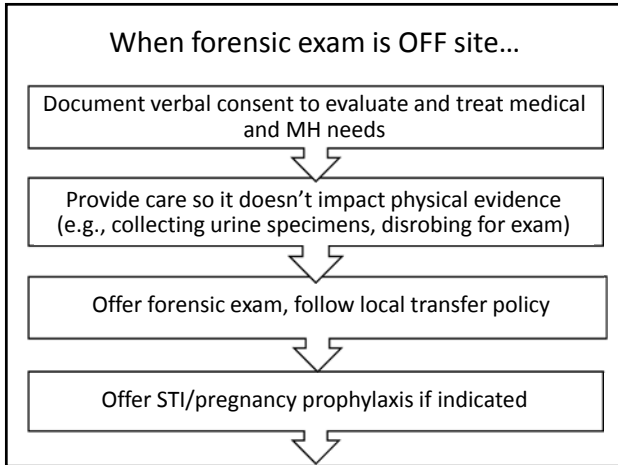 When forensic exam is OFF site…
Document verbal consent to evaluate and treat medical
and MH needs
Provide care so it doesn’t impact physical evidence
(e.g., collecting urine specimens, disrobing for exam)
Offer forensic exam, follow local transfer policy
Offer STI/pregnancy prophylaxis if indicated